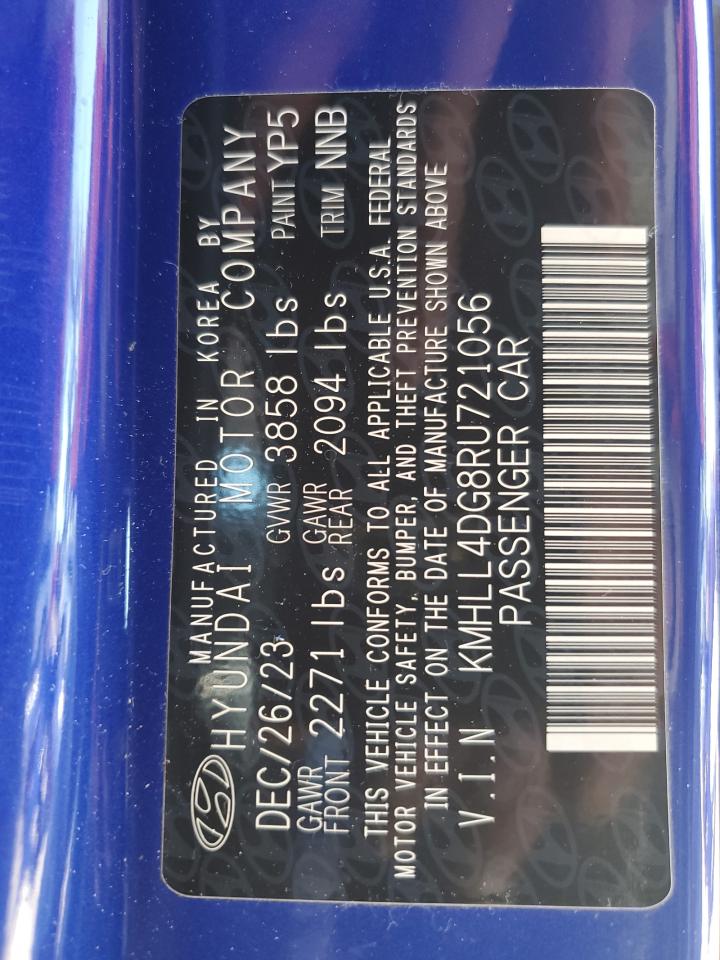 MANUFACTURED IN KOREA BY
HYUNDAI MOTOR COMPANY
DEC/26/23 GVWR 3858 lbs PAINT YP5
GAWR FRONT 2271 lbs GAWR REAR 2094 lbs TRIM NNB
THIS VEHICLE CONFORMS TO ALL APPLICABLE U.S.A. FEDERAL
MOTOR VEHICLE SAFETY, BUMPER, AND THEFT PREVENTION STANDARDS
IN EFFECT ON THE DATE OF MANUFACTURE SHOWN ABOVE
V.I.N KMHLL4DG8RU721056
PASSENGER CAR